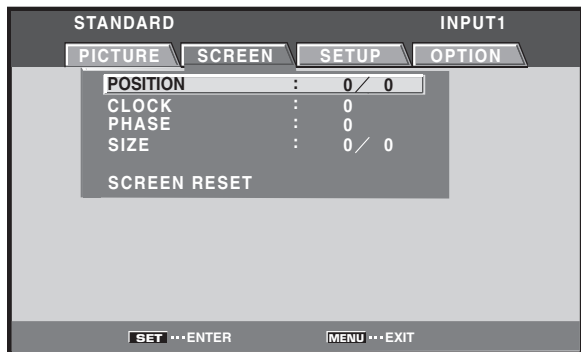 STANDARD INPUT1
PICTURE SCREEN SETUP OPTION
POSITION : 0/ 0
CLOCK : 0
PHASE : 0
SIZE : 0/ 0
SCREEN RESET
SET ···ENTER MENU ···EXIT